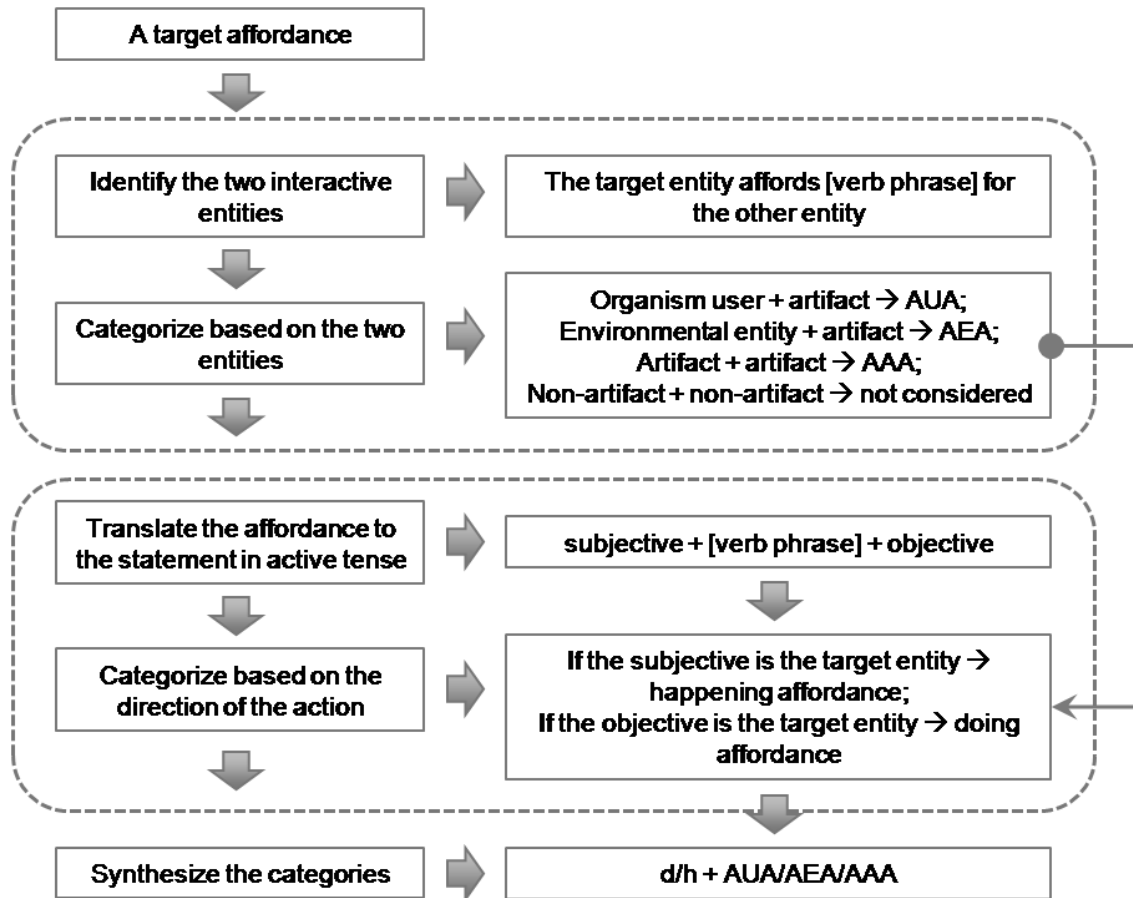 A target affordance
Identify the two interactive
entities
The target entity affords [verb phrase] for
the other entity
Categorize based on the two
entities
Organism user + artifact → AUA;
Environmental entity + artifact → AEA;
Artifact + artifact → AAA;
Non-artifact + non-artifact → not considered
Translate the affordance to
the statement in active tense
subjective + [verb phrase] + objective
Categorize based on the
direction of the action
If the subjective is the target entity →
happening affordance;
If the objective is the target entity → doing
affordance
Synthesize the categories
d/h + AUA/AEA/AAA